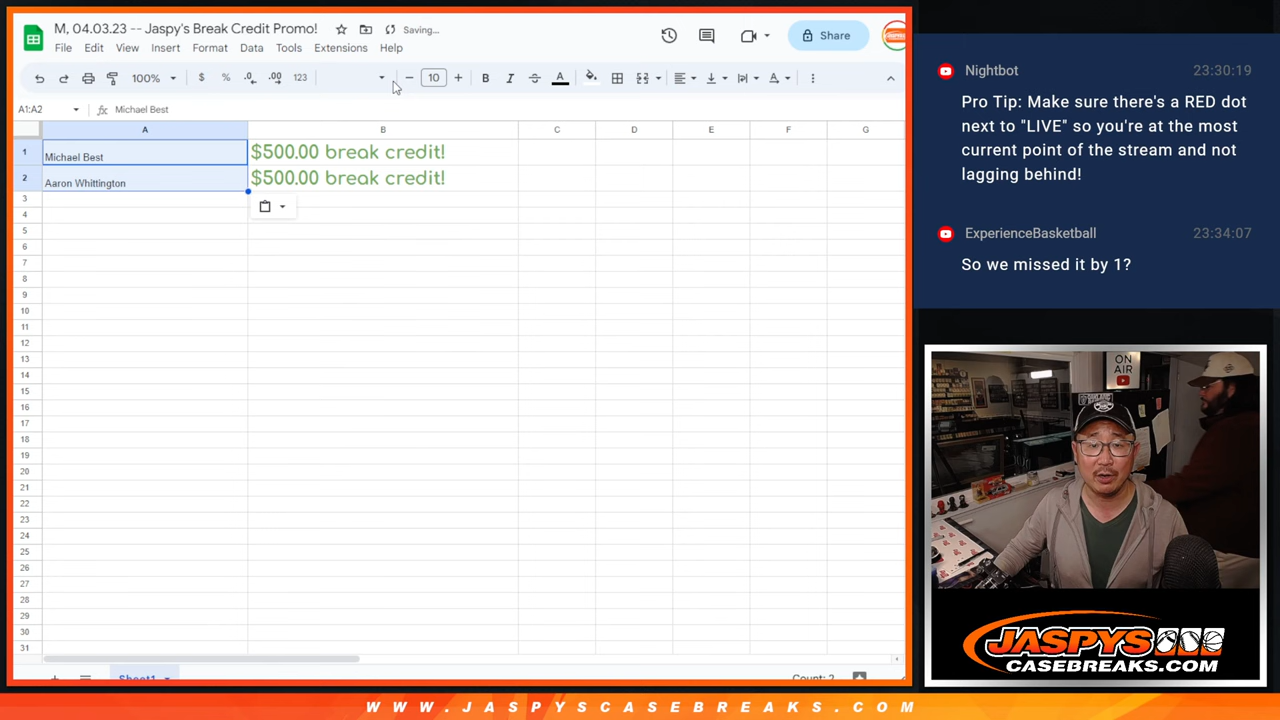 M, 04.03.23 -- Jaspy's Break Credit Promo!
Saving...
File Edit View Insert Format Data Tools Extensions Help
Share
100% $ % .0 .00 123 10 B I S A
A1:A2 fx Michael Best
A B C D E F G
1 Michael Best $500.00 break credit!
2 Aaron Whittington $500.00 break credit!
3
4
5
6
7
8
9
10
11
12
13
14
15
16
17
18
19
20
21
22
23
24
25
26
27
28
29
30
31
Sheet1 Count: 2
Nightbot 23:30:19
Pro Tip: Make sure there's a RED dot
next to "LIVE" so you're at the most
current point of the stream and not
lagging behind!
ExperienceBasketball 23:34:07
So we missed it by 1?
ON
AIR
JASPYS
CASEBREAKS.COM
WWW.JASPYSCASEBREAKS.COM